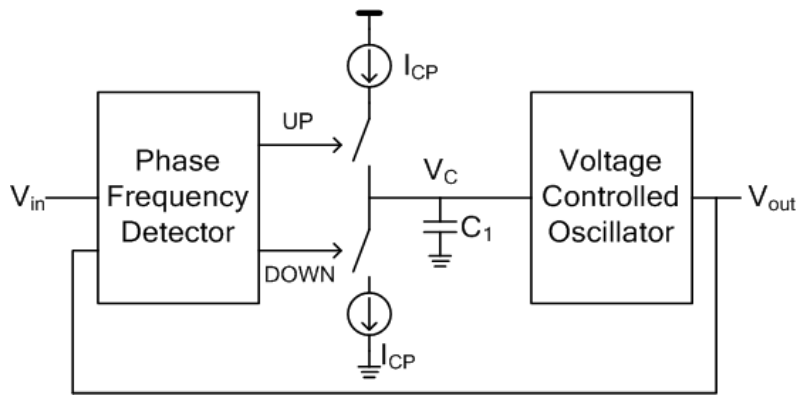 I_CP
UP
Phase
Frequency
Detector
V_in
V_C
C_1
Voltage
Controlled
Oscillator
V_out
DOWN
I_CP